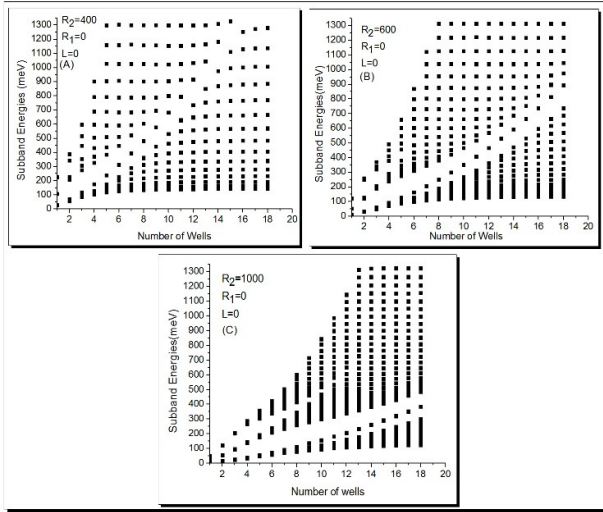 R2=400
R1=0
L=0
(A)
Subband Energies (meV)
1300
1200
1100
1000
900
800
700
600
500
400
300
200
100
0
2 4 6 8 10 12 14 16 18 20
Number of Wells
R2=600
R1=0
L=0
(B)
Subband Energies(meV)
1300
1200
1100
1000
900
800
700
600
500
400
300
200
100
0
2 4 6 8 10 12 14 16 18 20
Number of Wells
R2=1000
R1=0
L=0
(C)
Subband Energies(meV)
1300
1200
1100
1000
900
800
700
600
500
400
300
200
100
0
2 4 6 8 10 12 14 16 18 20
Number of wells